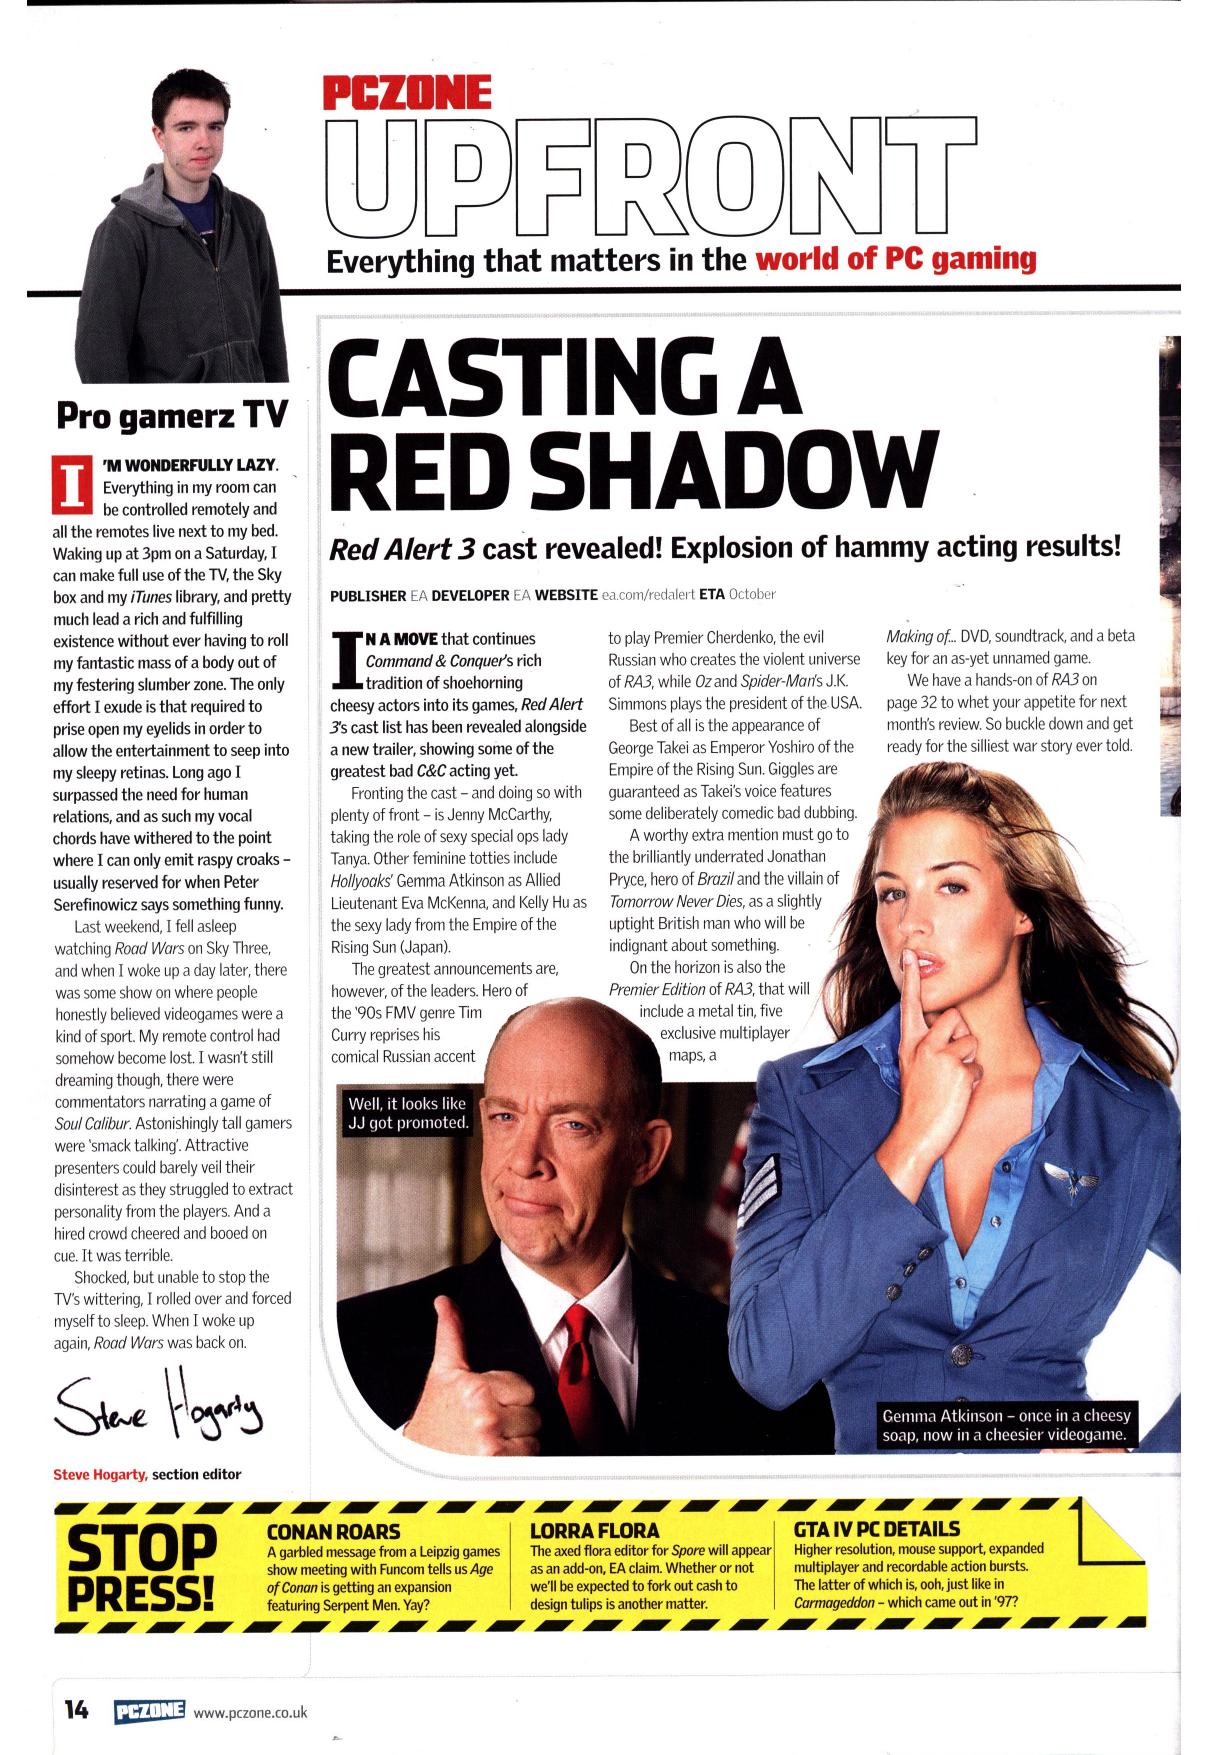 PCZONE
UPFRONT
Everything that matters in the world of PC gaming
Pro gamerz TV
I'M WONDERFULLY LAZY.
Everything in my room can
be controlled remotely and
all the remotes live next to my bed.
Waking up at 3pm on a Saturday, I
can make full use of the TV, the Sky
box and my iTunes library, and pretty
much lead a rich and fulfilling
existence without ever having to roll
my fantastic mass of a body out of
my festering slumber zone. The only
effort I exude is that required to
prise open my eyelids in order to
allow the entertainment to seep into
my sleepy retinas. Long ago I
surpassed the need for human
relations, and as such my vocal
chords have withered to the point
where I can only emit raspy croaks –
usually reserved for when Peter
Serefinowicz says something funny.
Last weekend, I fell asleep
watching Road Wars on Sky Three,
and when I woke up a day later, there
was some show on where people
honestly believed videogames were a
kind of sport. My remote control had
somehow become lost. I wasn't still
dreaming though, there were
commentators narrating a game of
Soul Calibur. Astonishingly tall gamers
were 'smack talking'. Attractive
presenters could barely veil their
disinterest as they struggled to extract
personality from the players. And a
hired crowd cheered and booed on
cue. It was terrible.
Shocked, but unable to stop the
TV's wittering, I rolled over and forced
myself to sleep. When I woke up
again, Road Wars was back on.
Steve Hogarty
Steve Hogarty, section editor
CASTING A
RED SHADOW
Red Alert 3 cast revealed! Explosion of hammy acting results!
PUBLISHER EA DEVELOPER EA WEBSITE ea.com/redalert ETA October
IN A MOVE that continues
Command & Conquer's rich
tradition of shoehorning
cheesy actors into its games, Red Alert
3's cast list has been revealed alongside
a new trailer, showing some of the
greatest bad C&C acting yet.
Fronting the cast – and doing so with
plenty of front – is Jenny McCarthy,
taking the role of sexy special ops lady
Tanya. Other feminine totties include
Hollyoaks' Gemma Atkinson as Allied
Lieutenant Eva McKenna, and Kelly Hu as
the sexy lady from the Empire of the
Rising Sun (Japan).
The greatest announcements are,
however, of the leaders. Hero of
the '90s FMV genre Tim
Curry reprises his
comical Russian accent
to play Premier Cherdenko, the evil
Russian who creates the violent universe
of RA3, while Oz and Spider-Man's J.K.
Simmons plays the president of the USA.
Best of all is the appearance of
George Takei as Emperor Yoshiro of the
Empire of the Rising Sun. Giggles are
guaranteed as Takei's voice features
some deliberately comedic bad dubbing.
A worthy extra mention must go to
the brilliantly underrated Jonathan
Pryce, hero of Brazil and the villain of
Tomorrow Never Dies, as a slightly
uptight British man who will be
indignant about something.
On the horizon is also the
Premier Edition of RA3, that will
include a metal tin, five
exclusive multiplayer
maps, a
Making of... DVD, soundtrack, and a beta
key for an as-yet unnamed game.
We have a hands-on of RA3 on
page 32 to whet your appetite for next
month's review. So buckle down and get
ready for the silliest war story ever told.
Well, it looks like
JJ got promoted.
Gemma Atkinson – once in a cheesy
soap, now in a cheesier videogame.
STOP
PRESS!
CONAN ROARS
A garbled message from a Leipzig games
show meeting with Funcom tells us Age
of Conan is getting an expansion
featuring Serpent Men. Yay?
LORRA FLORA
The axed flora editor for Spore will appear
as an add-on, EA claim. Whether or not
we'll be expected to fork out cash to
design tulips is another matter.
GTA IV PC DETAILS
Higher resolution, mouse support, expanded
multiplayer and recordable action bursts.
The latter of which is, ooh, just like in
Carmageddon – which came out in '97?
14 PCZONE www.pczone.co.uk